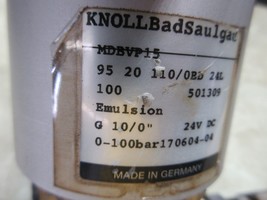 KNOLLBadSaulgau
MDBVP15
95 20 110/0BD 24L
100 501309
Emulsion
G 10/0" 24V DC
0-100bar170604-04
MADE IN GERMANY